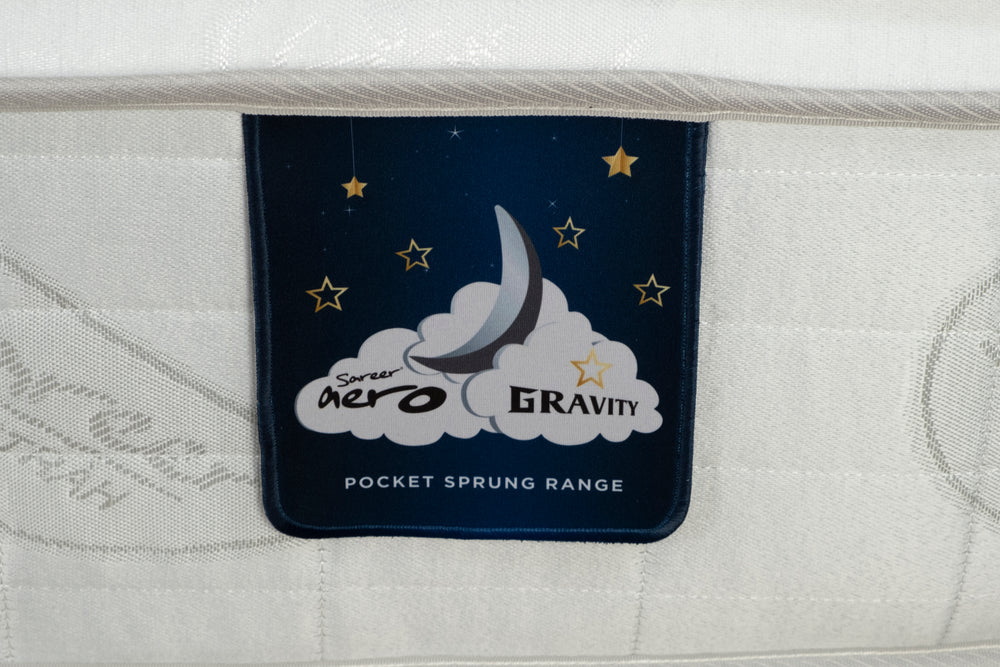 Sareer
aero
GRAVITY
POCKET SPRUNG RANGE